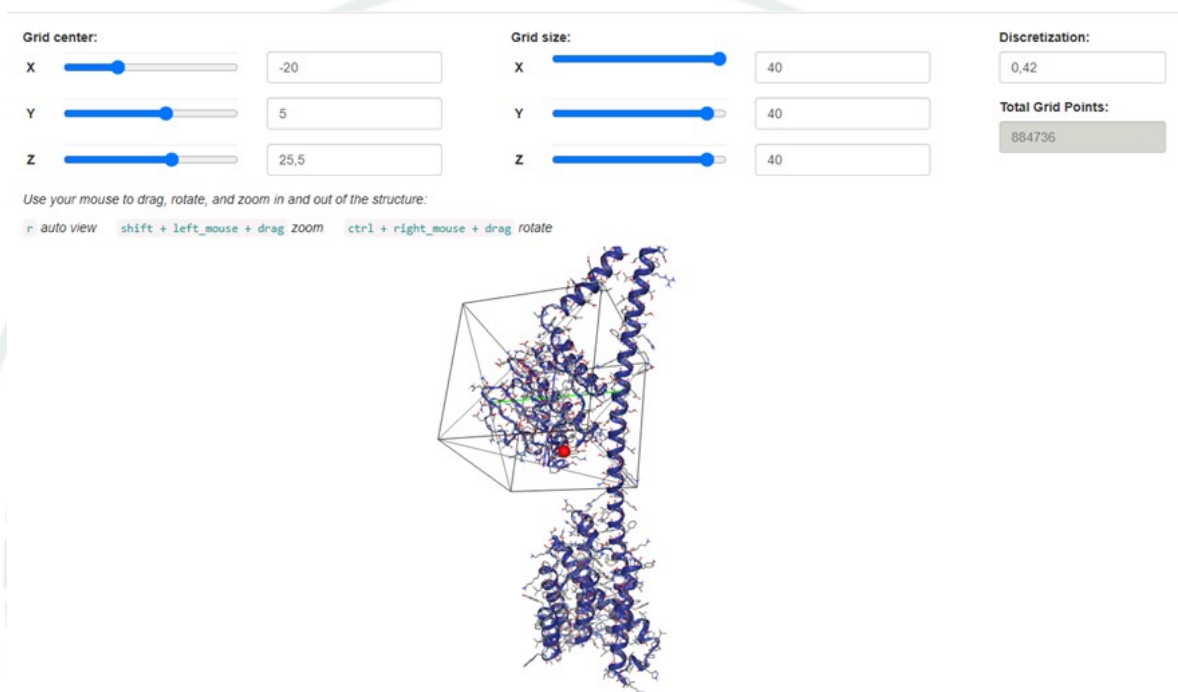 Grid center: Grid size: Discretization:
X -20 X 40 0,42
Y 5 Y 40 Total Grid Points:
884736
Z 25,5 Z 40
Use your mouse to drag, rotate, and zoom in and out of the structure:
r auto view shift + left_mouse + drag zoom ctrl + right_mouse + drag rotate